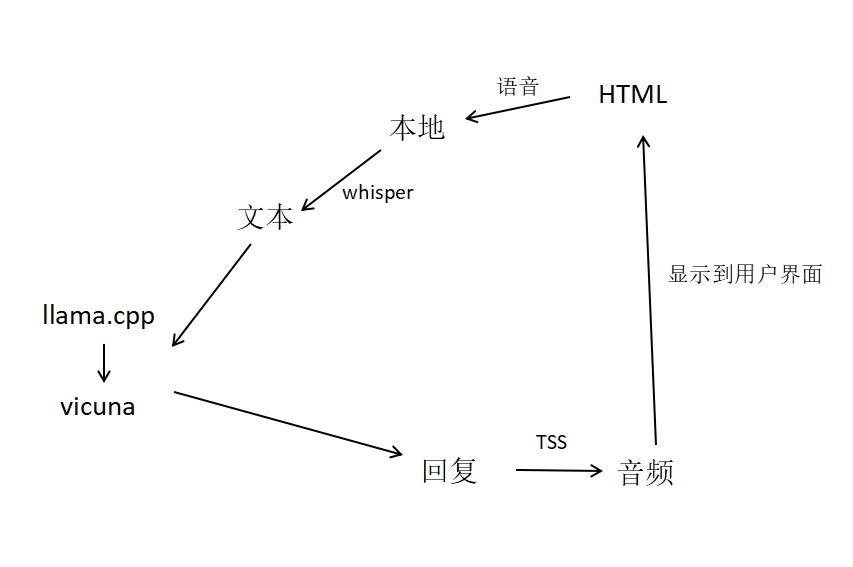 语音
HTML
本地
whisper
文本
显示到用户界面
llama.cpp
vicuna
TSS
回复
音频